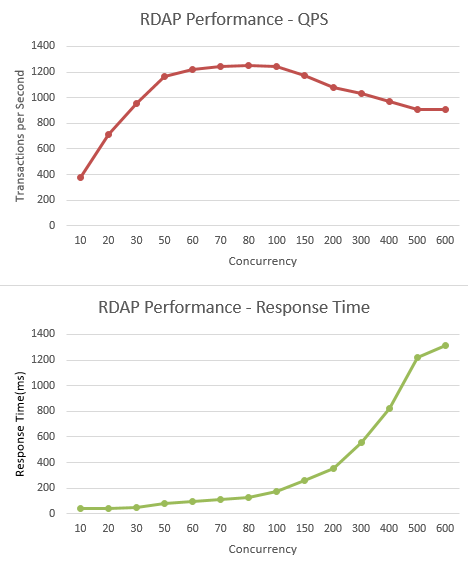 RDAP Performance - QPS
1400
1200
1000
800
600
400
200
0
Transactions per Second
10 20 30 50 60 70 80 100 150 200 300 400 500 600
Concurrency
RDAP Performance - Response Time
1400
1200
1000
800
600
400
200
0
Response Time(ms)
10 20 30 50 60 70 80 100 150 200 300 400 500 600
Concurrency